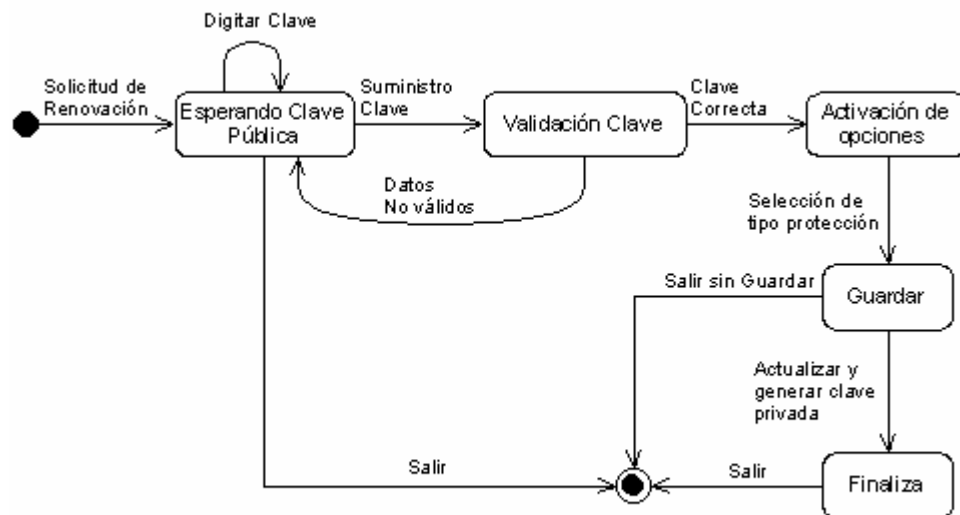 Digitar Clave
Solicitud de
Renovación
Esperando Clave
Pública
Suministro
Clave
Validación Clave
Clave
Correcta
Activación de
opciones
Datos
No válidos
Selección de
tipo protección
Salir sin Guardar
Guardar
Actualizar y
generar clave
privada
Salir
Salir
Finaliza